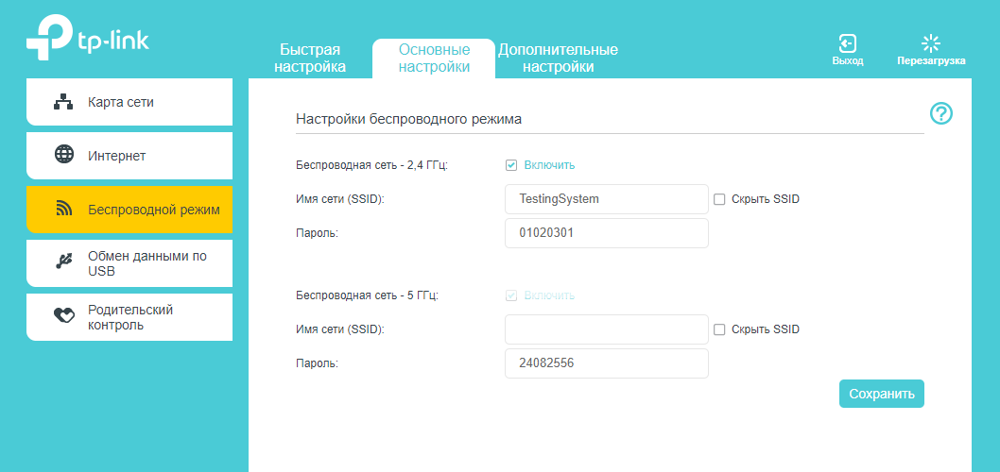 tp-link
Быстрая
настройка
Основные
настройки
Дополнительные
настройки
Выход
Перезагрузка
Карта сети
Интернет
Беспроводной режим
Обмен данными по
USB
Родительский
контроль
Настройки беспроводного режима
?
Беспроводная сеть - 2,4 ГГц: Включить
Имя сети (SSID): TestingSystem Скрыть SSID
Пароль: 01020301
Беспроводная сеть - 5 ГГц: Включить
Имя сети (SSID): Скрыть SSID
Пароль: 24082556
Сохранить